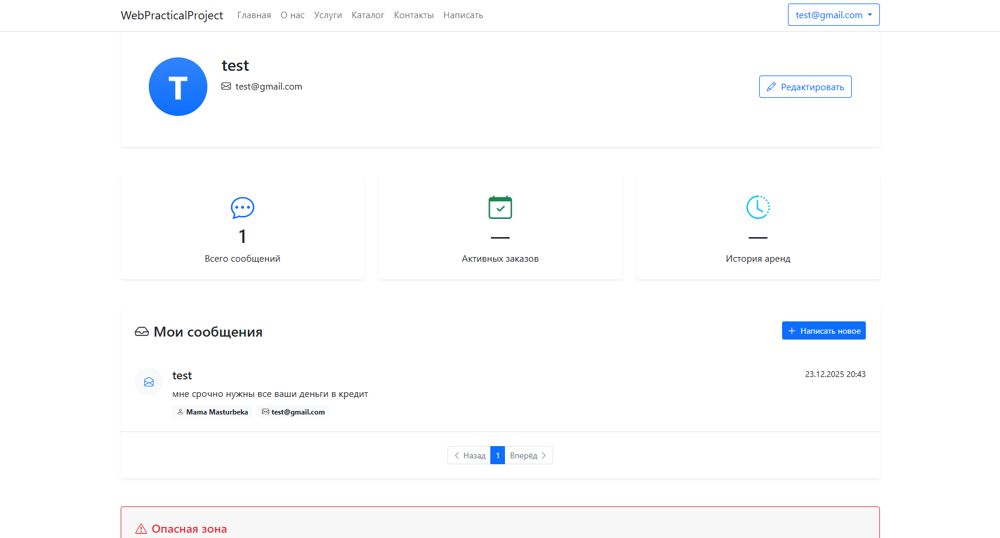 WebPracticalProject Главная О нас Услуги Каталог Контакты Написать test@gmail.com
T
test
test@gmail.com
Редактировать
1
Всего сообщений
—
Активных заказов
—
История аренд
Мои сообщения
Написать новое
test
23.12.2025 20:43
мне срочно нужны все ваши деньги в кредит
Mama Masturbeka test@gmail.com
Назад 1 Вперёд
Опасная зона